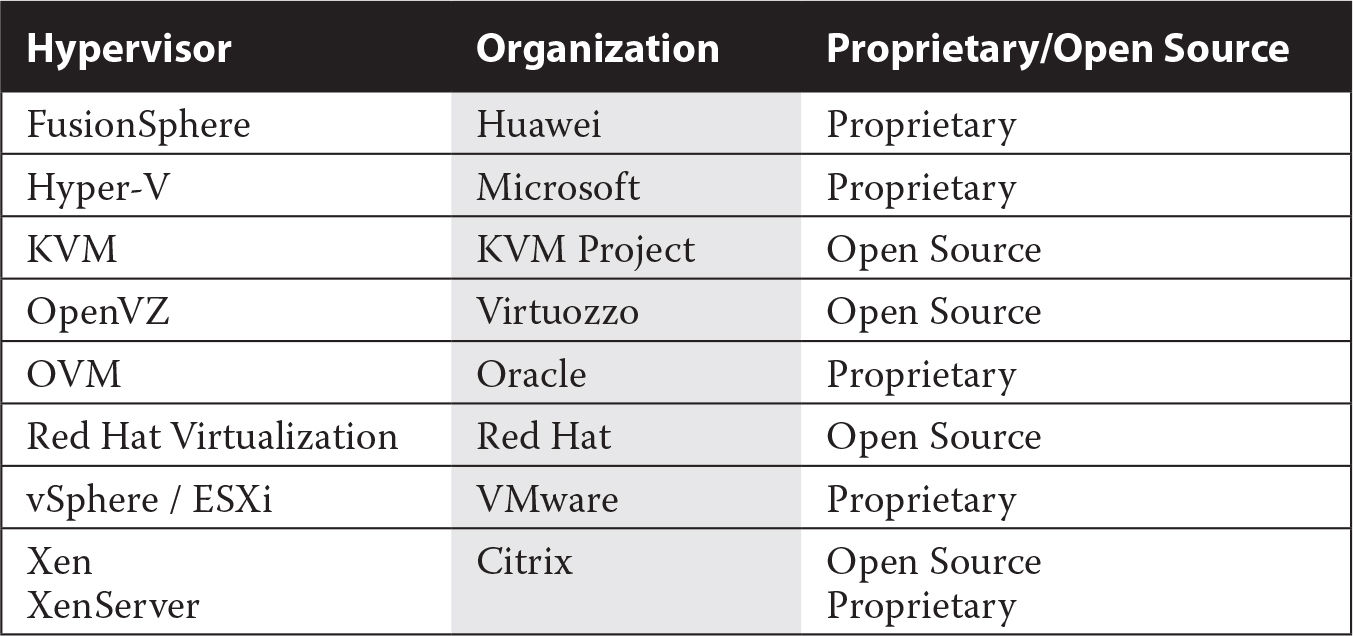 Hypervisor Organization Proprietary/Open Source
FusionSphere Huawei Proprietary
Hyper-V Microsoft Proprietary
KVM KVM Project Open Source
OpenVZ Virtuozzo Open Source
OVM Oracle Proprietary
Red Hat Virtualization Red Hat Open Source
vSphere / ESXi VMware Proprietary
Xen Citrix Open Source
XenServer Proprietary